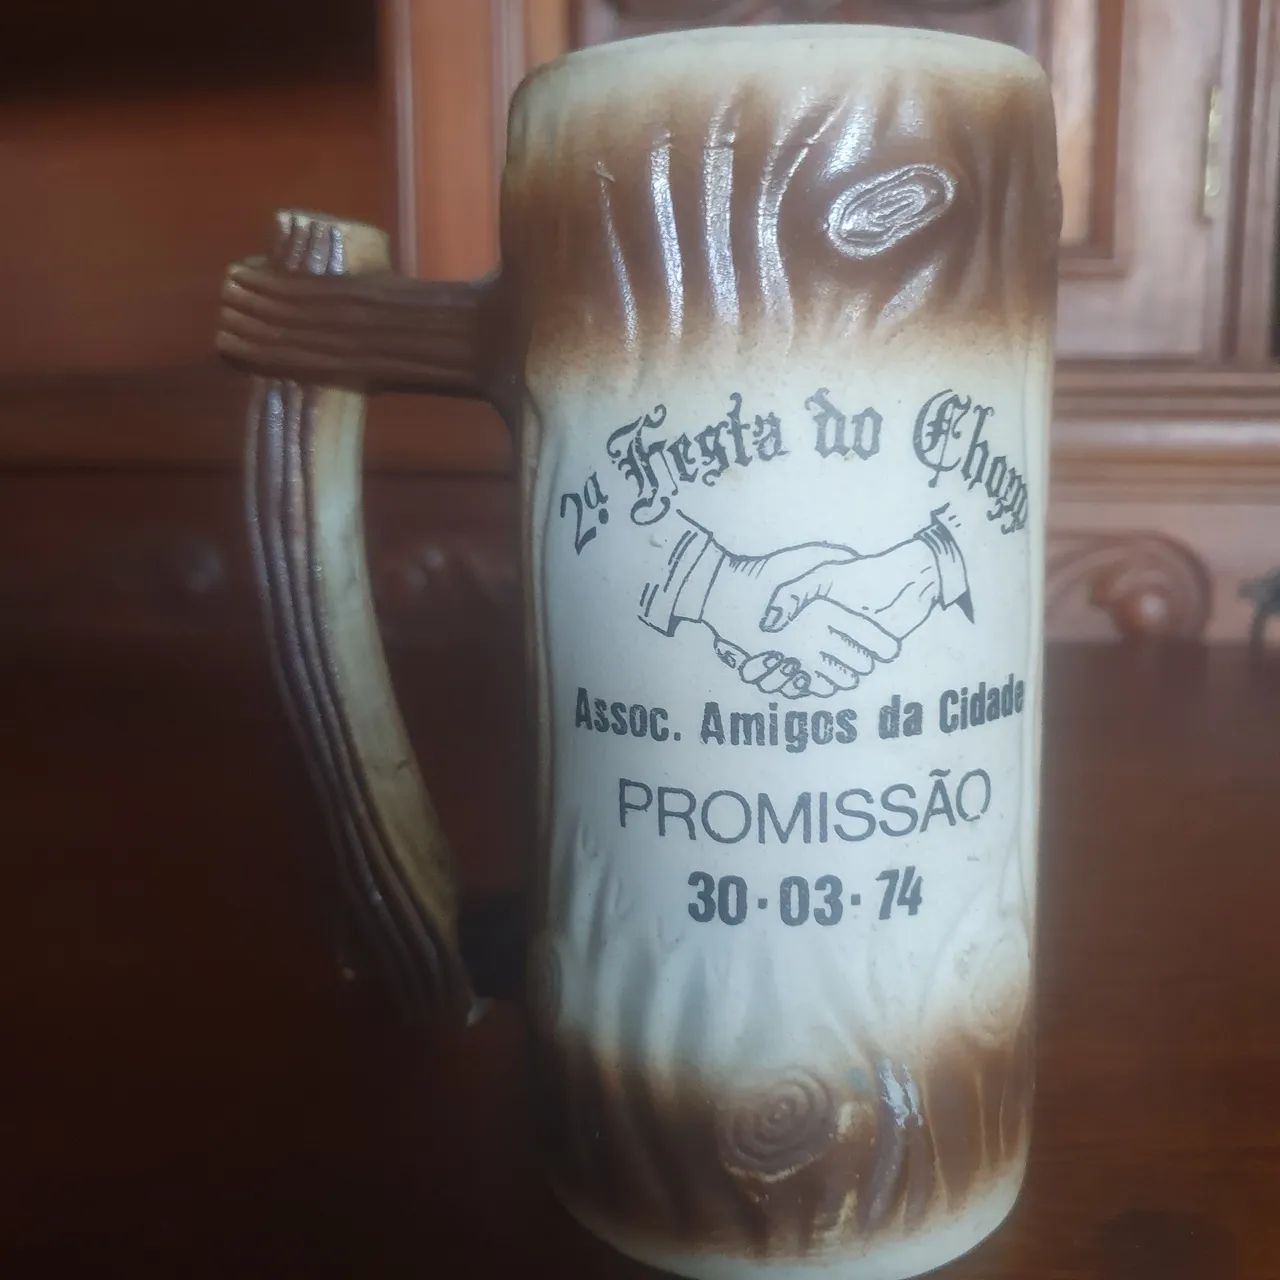 2ª Festa do Chopp
Assoc. Amigos da Cidade
PROMISSÃO
30·03·74